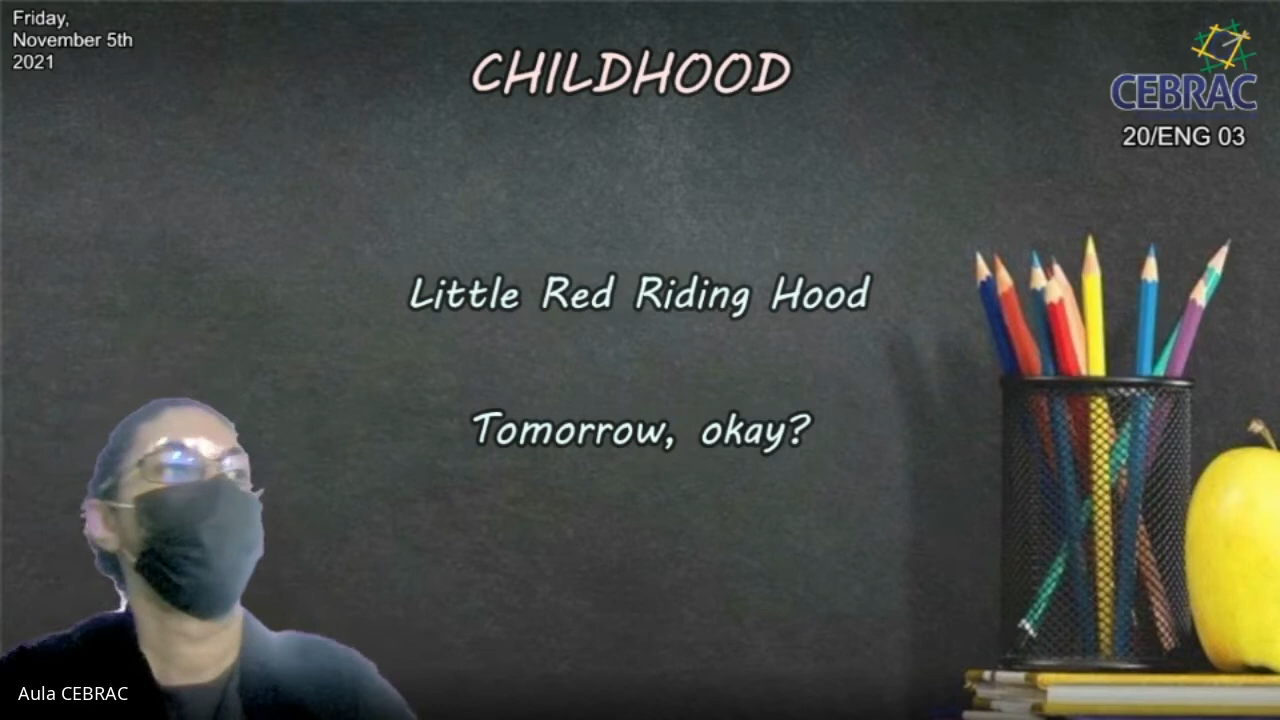 Friday,
November 5th
2021
CHILDHOOD
CEBRAC
20/ENG 03
Little Red Riding Hood
Tomorrow, okay?
Aula CEBRAC